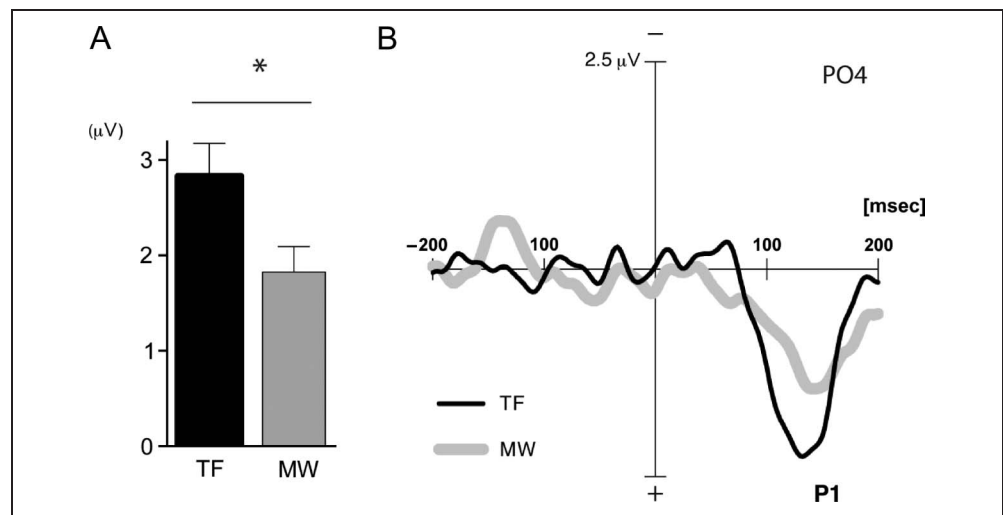 A
*
(μV)
3
2
1
0
TF
MW
B
−
2.5 μV
PO4
[msec]
−200
100
100
200
TF
MW
+
P1